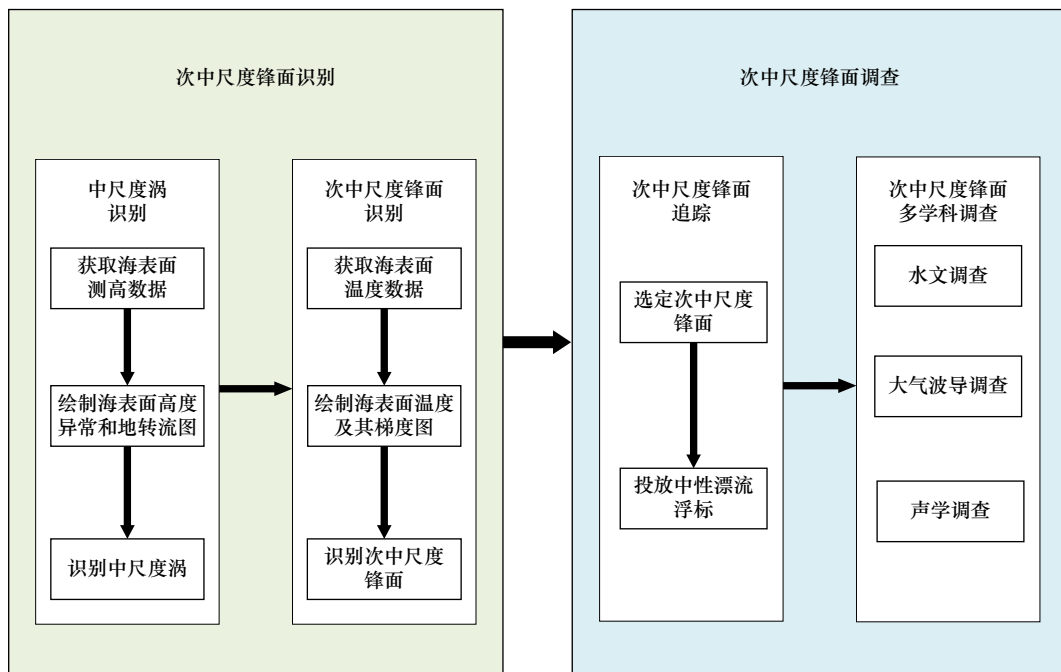 次中尺度锋面识别
中尺度涡
识别
获取海表面
测高数据
绘制海表面高度
异常和地转流图
识别中尺度涡
次中尺度锋面
识别
获取海表面
温度数据
绘制海表面温度
及其梯度图
识别次中尺度
锋面
次中尺度锋面调查
次中尺度锋面
追踪
选定次中尺度
锋面
投放中性漂流
浮标
次中尺度锋面
多学科调查
水文调查
大气波导调查
声学调查